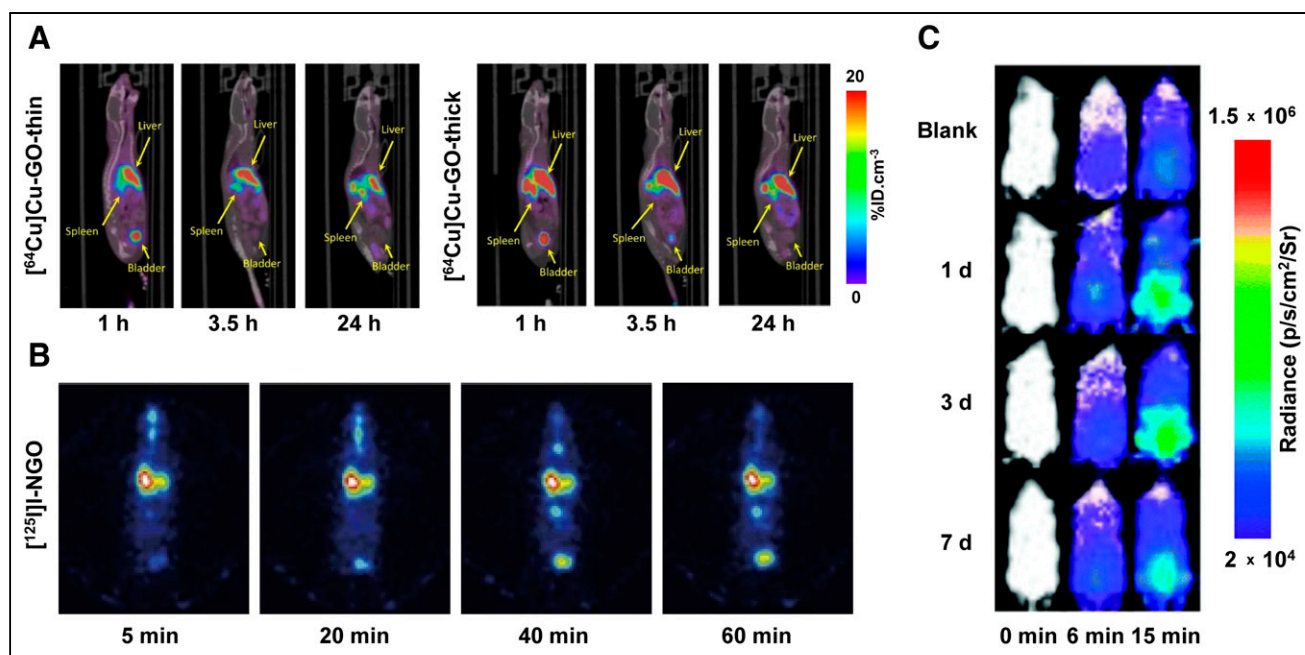 A
[⁶⁴Cu]Cu-GO-thin
Liver
Spleen
Bladder
1 h
Liver
Spleen
Bladder
3.5 h
Liver
Spleen
Bladder
24 h
[⁶⁴Cu]Cu-GO-thick
Liver
Spleen
Bladder
1 h
Liver
Spleen
Bladder
3.5 h
Liver
Spleen
Bladder
24 h
20
%ID.cm⁻³
0
B
[¹²⁵I]I-NGO
5 min
20 min
40 min
60 min
C
Blank
1 d
3 d
7 d
0 min 6 min 15 min
1.5 × 10⁶
Radiance (p/s/cm²/Sr)
2 × 10⁴